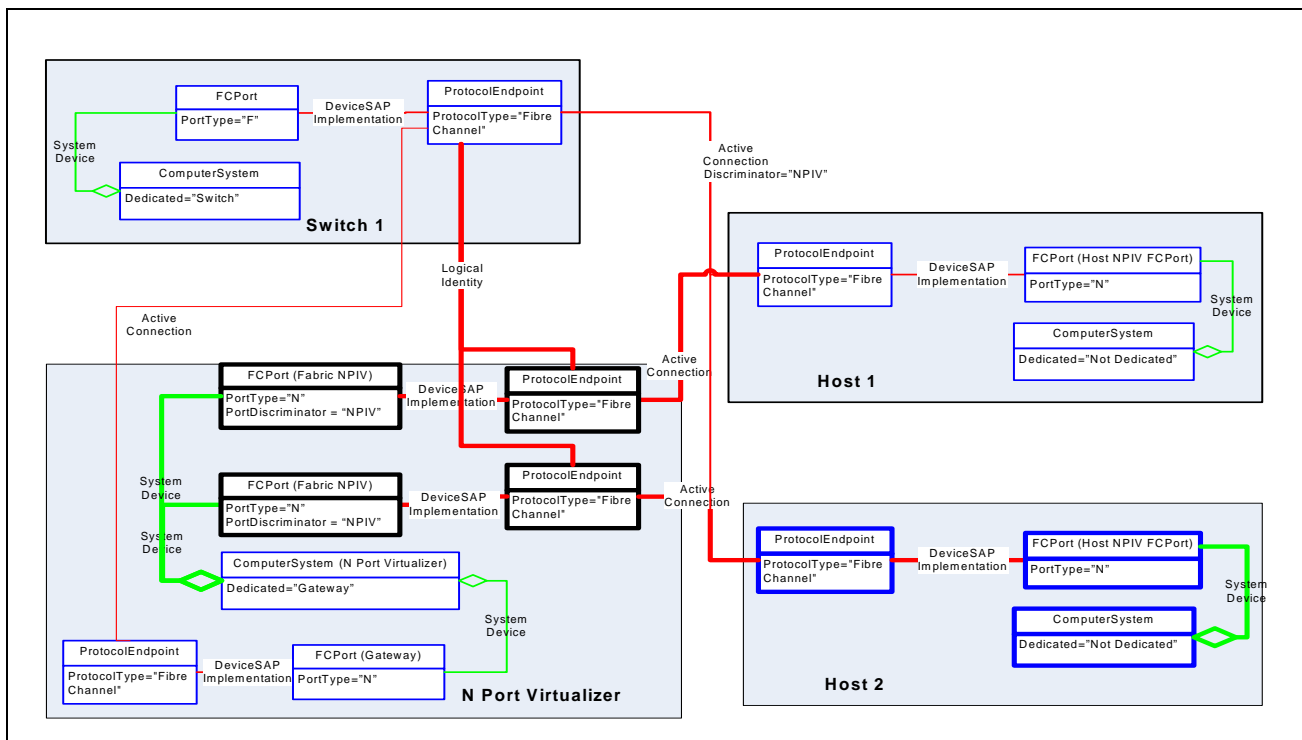 FCPort
PortType="F"
DeviceSAP
Implementation
ProtocolEndpoint
ProtocolType="Fibre
Channel"
System
Device
ComputerSystem
Dedicated="Switch"
Switch 1
Active
Connection
Discriminator="NPIV"
Logical
Identity
Active
Connection
ProtocolEndpoint
ProtocolType="Fibre
Channel"
DeviceSAP
Implementation
FCPort (Host NPIV FCPort)
PortType="N"
System
Device
ComputerSystem
Dedicated="Not Dedicated"
Host 1
FCPort (Fabric NPIV)
PortType="N"
PortDiscriminator = “NPIV”
DeviceSAP
Implementation
ProtocolEndpoint
ProtocolType="Fibre
Channel"
Active
Connection
System
Device
FCPort (Fabric NPIV)
PortType="N"
PortDiscriminator = “NPIV”
DeviceSAP
Implementation
ProtocolEndpoint
ProtocolType="Fibre
Channel"
Active
Connection
System
Device
ComputerSystem (N Port Virtualizer)
Dedicated="Gateway"
System
Device
ProtocolEndpoint
ProtocolType="Fibre
Channel"
DeviceSAP
Implementation
FCPort (Gateway)
PortType="N"
N Port Virtualizer
ProtocolEndpoint
ProtocolType="Fibre
Channel"
DeviceSAP
Implementation
FCPort (Host NPIV FCPort)
PortType="N"
System
Device
ComputerSystem
Dedicated="Not Dedicated"
Host 2